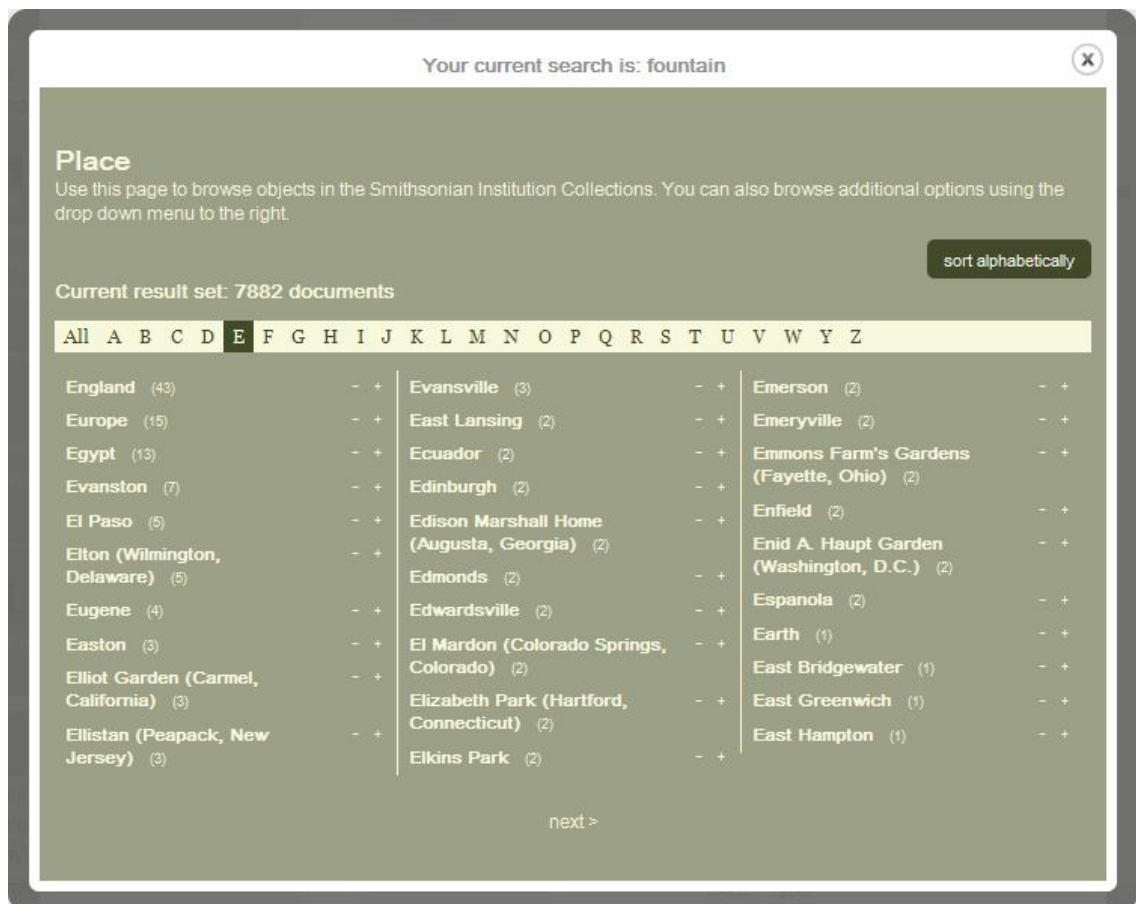 Your current search is: fountain
X
Place
Use this page to browse objects in the Smithsonian Institution Collections. You can also browse additional options using the
drop down menu to the right.
sort alphabetically
Current result set: 7882 documents
All A B C D E F G H I J K L M N O P Q R S T U V W Y Z
England (43) - +
Europe (15) - +
Egypt (13) - +
Evanston (7) - +
El Paso (5) - +
Elton (Wilmington, - +
Delaware) (5)
Eugene (4) - +
Easton (3) - +
Elliot Garden (Carmel, - +
California) (3)
Ellistan (Peapack, New - +
Jersey) (3)
Evansville (3) - +
East Lansing (2) - +
Ecuador (2) - +
Edinburgh (2) - +
Edison Marshall Home - +
(Augusta, Georgia) (2)
Edmonds (2) - +
Edwardsville (2) - +
El Mardon (Colorado Springs, - +
Colorado) (2)
Elizabeth Park (Hartford, - +
Connecticut) (2)
Elkins Park (2) - +
Emerson (2) - +
Emeryville (2) - +
Emmons Farm's Gardens - +
(Fayette, Ohio) (2)
Enfield (2) - +
Enid A. Haupt Garden - +
(Washington, D.C.) (2)
Espanola (2) - +
Earth (1) - +
East Bridgewater (1) - +
East Greenwich (1) - +
East Hampton (1) - +
next >